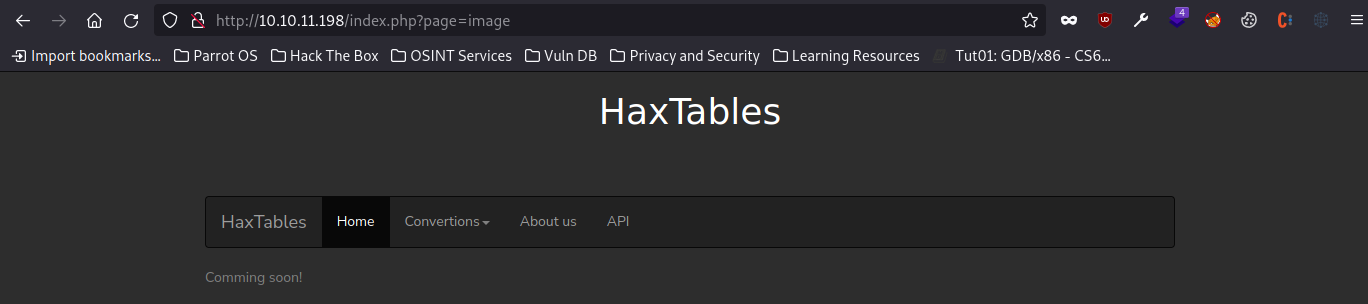 http://10.10.11.198/index.php?page=image
4
Import bookmarks... Parrot OS Hack The Box OSINT Services Vuln DB Privacy and Security Learning Resources Tut01: GDB/x86 - CS6...
HaxTables
HaxTables Home Convertions About us API
Comming soon!